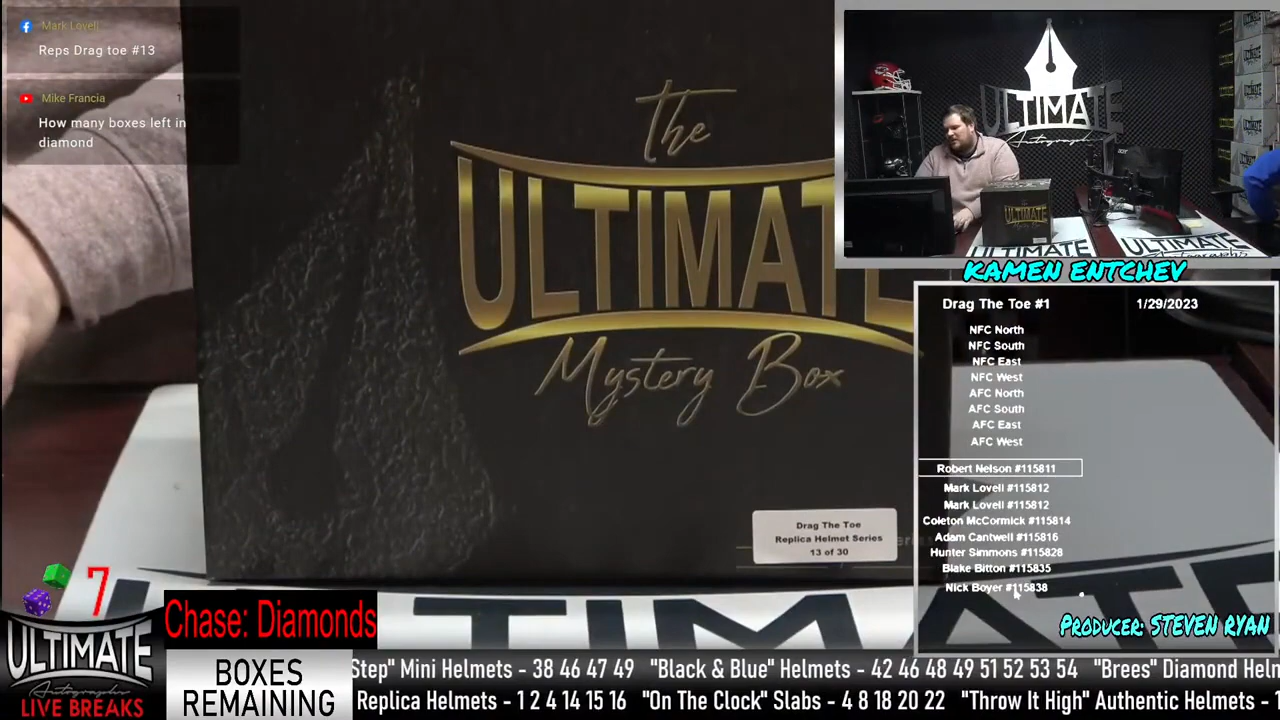 Mark Lovell
Reps Drag toe #13
Mike Francia
How many boxes left in
diamond
The
ULTIMATE
Mystery Box
Drag The Toe
Replica Helmet Series
13 of 30
ULTIMATE
ULTIMATE
Mystery Box
KAMEN ENTCHEV
Drag The Toe #1 1/29/2023
NFC North
NFC South
NFC East
NFC West
AFC North
AFC South
AFC East
AFC West
Robert Nelson #115811
Mark Lovell #115812
Mark Lovell #115812
Coleton McCormick #115814
Adam Cantwell #115816
Hunter Simmons #115828
Blake Bitton #115835
Nick Boyer #115838
PRODUCER: STEVEN RYAN
7
ULTIMATE
Autographs
LIVE BREAKS
Chase: Diamonds
BOXES
REMAINING
Step" Mini Helmets - 38 46 47 49 "Black & Blue" Helmets - 42 46 48 49 51 52 53 54 "Brees" Diamond Hel
Replica Helmets - 1 2 4 14 15 16 "On The Clock" Slabs - 4 8 18 20 22 "Throw It High" Authentic Helmets - 1